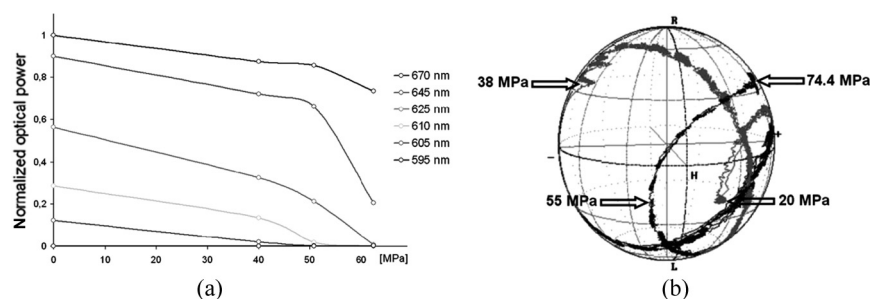 (a)
Normalized optical power
1
0,8
0,6
0,4
0,2
0
0 10 20 30 40 50 60 [MPa]
670 nm
645 nm
625 nm
610 nm
605 nm
595 nm
(a)
(b)
R
38 MPa
74.4 MPa
+
−
H
55 MPa
20 MPa
L
(b)